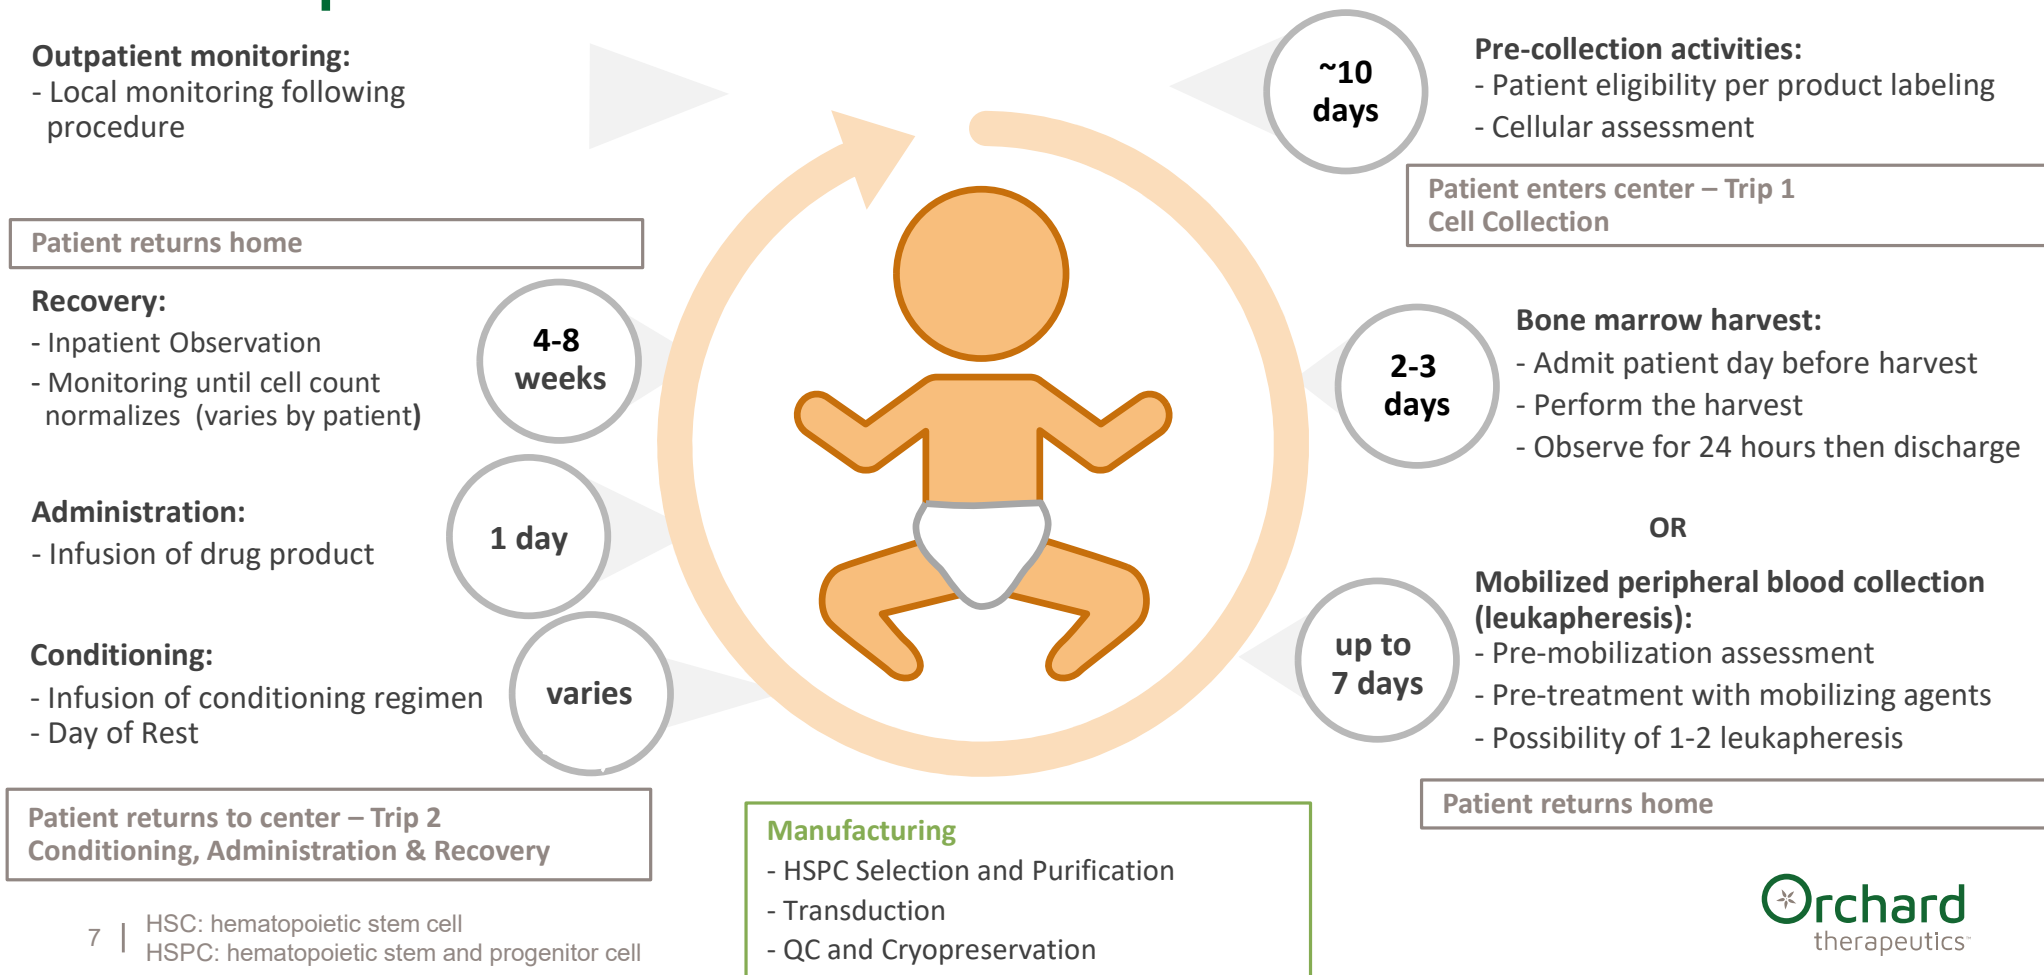 Outpatient monitoring:
- Local monitoring following
procedure
~10
days
Pre-collection activities:
- Patient eligibility per product labeling
- Cellular assessment
Patient enters center – Trip 1
Cell Collection
Patient returns home
Recovery:
- Inpatient Observation
- Monitoring until cell count
normalizes (varies by patient)
4-8
weeks
2-3
days
Bone marrow harvest:
- Admit patient day before harvest
- Perform the harvest
- Observe for 24 hours then discharge
OR
Administration:
- Infusion of drug product
1 day
up to
7 days
Mobilized peripheral blood collection
(leukapheresis):
- Pre-mobilization assessment
- Pre-treatment with mobilizing agents
- Possibility of 1-2 leukapheresis
Conditioning:
- Infusion of conditioning regimen
- Day of Rest
varies
Patient returns home
Patient returns to center – Trip 2
Conditioning, Administration & Recovery
Manufacturing
- HSPC Selection and Purification
- Transduction
- QC and Cryopreservation
7 | HSC: hematopoietic stem cell
HSPC: hematopoietic stem and progenitor cell
Orchard
therapeutics